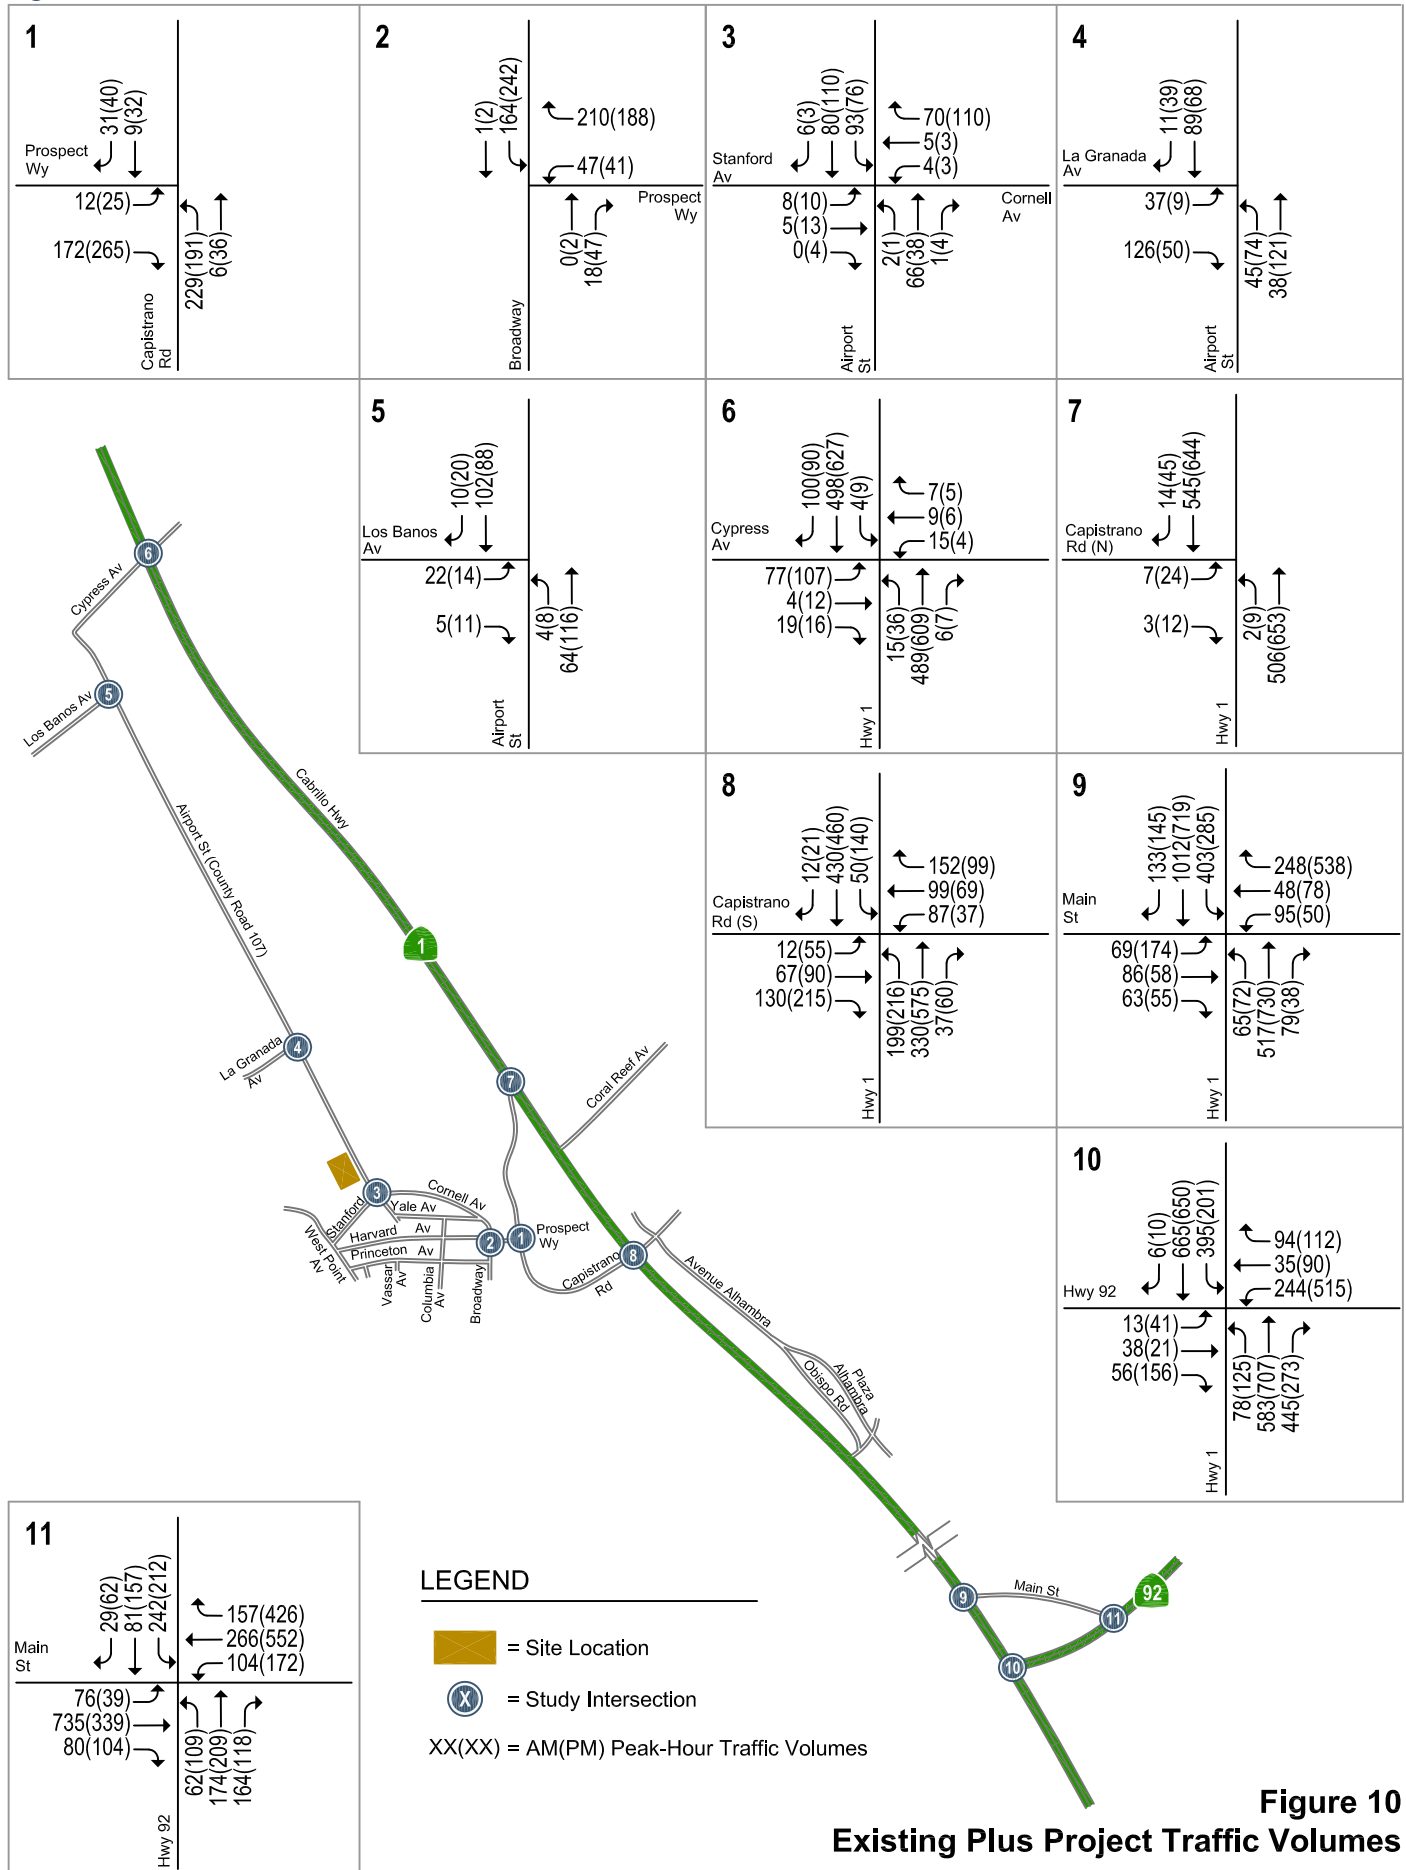 1
31(40)
9(32)
Prospect
Wy
12(25)
172(265)
229(191)
6(36)
Capistrano
Rd
2
1(2)
164(242)
210(188)
47(41)
Prospect
Wy
0(2)
18(47)
Broadway
3
6(3)
80(110)
93(76)
70(110)
5(3)
4(3)
Stanford
Av
Cornell
Av
8(10)
5(13)
0(4)
2(1)
66(38)
1(4)
Airport
St
4
11(39)
89(68)
La Granada
Av
37(9)
126(50)
45(74)
38(121)
Airport
St
5
10(20)
102(88)
Los Banos
Av
22(14)
5(11)
4(8)
64(116)
Airport
St
6
100(90)
498(627)
4(9)
7(5)
9(6)
15(4)
Cypress
Av
77(107)
4(12)
19(16)
15(36)
489(609)
6(7)
Hwy 1
7
14(45)
545(644)
Capistrano
Rd (N)
7(24)
3(12)
2(9)
506(653)
Hwy 1
8
12(21)
430(460)
50(140)
152(99)
99(69)
87(37)
Capistrano
Rd (S)
12(55)
67(90)
130(215)
199(216)
330(575)
37(60)
Hwy 1
9
133(145)
1012(719)
403(285)
248(538)
48(78)
95(50)
Main
St
69(174)
86(58)
63(55)
65(72)
517(730)
79(38)
Hwy 1
10
6(10)
665(650)
395(201)
94(112)
35(90)
244(515)
Hwy 92
13(41)
38(21)
56(156)
78(125)
583(707)
445(273)
Hwy 1
11
29(62)
81(157)
242(212)
157(426)
266(552)
104(172)
Main
St
76(39)
735(339)
80(104)
62(109)
174(209)
164(118)
Hwy 92
6
Cypress Av
5
Los Banos Av
Cabrillo Hwy
Airport St (County Road 107)
1
4
La Granada
Av
7
Coral Reef Av
3
Cornell Av
Stanford
Yale Av
West Point
Av
Harvard Av
Princeton Av
2
1
Prospect
Wy
Vassar
Av
Columbia
Av
Broadway
Capistrano
Rd
8
Avenue Alhambra
Plaza
Alhambra
Obispo Rd
9
Main St
11
92
10
LEGEND
= Site Location
X = Study Intersection
XX(XX) = AM(PM) Peak-Hour Traffic Volumes
Figure 10
Existing Plus Project Traffic Volumes